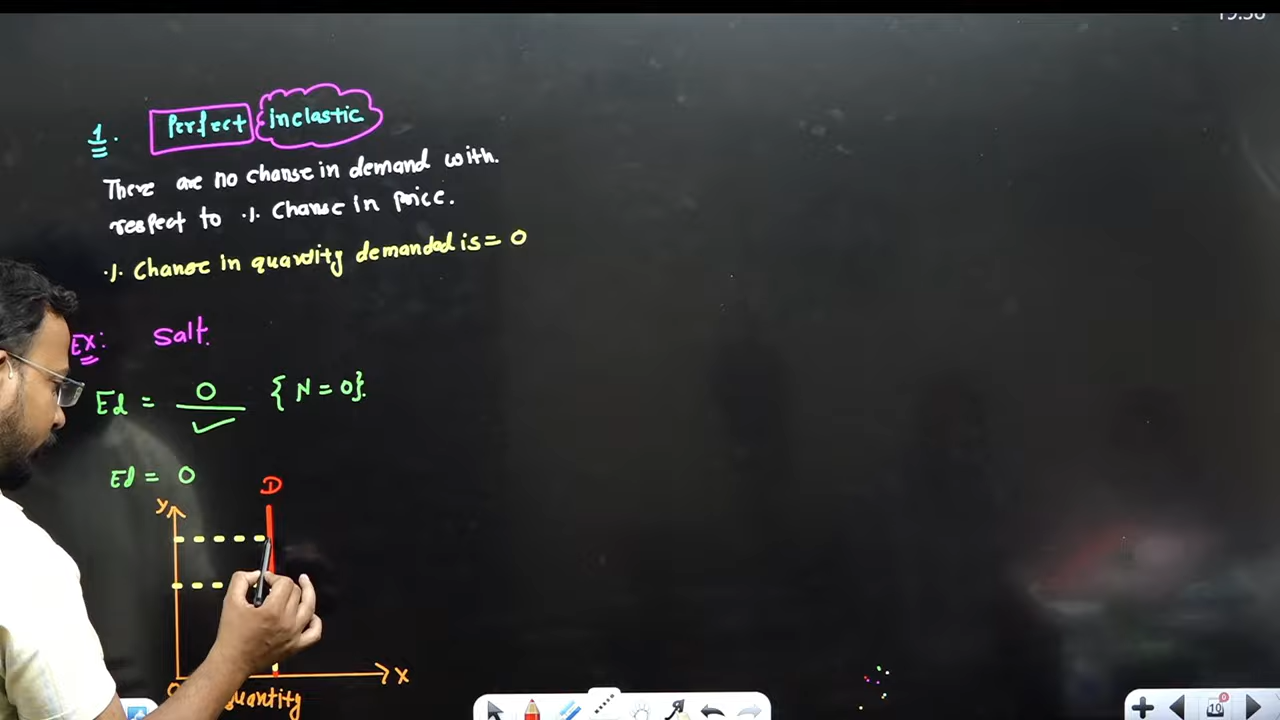 1. Perfect inelastic
There are no change in demand with.
respect to % Change in price.
% Change in quantity demanded is = 0
EX: Salt.
Ed = 0 { N = 0}.
Ed = 0
D
Y
X
10